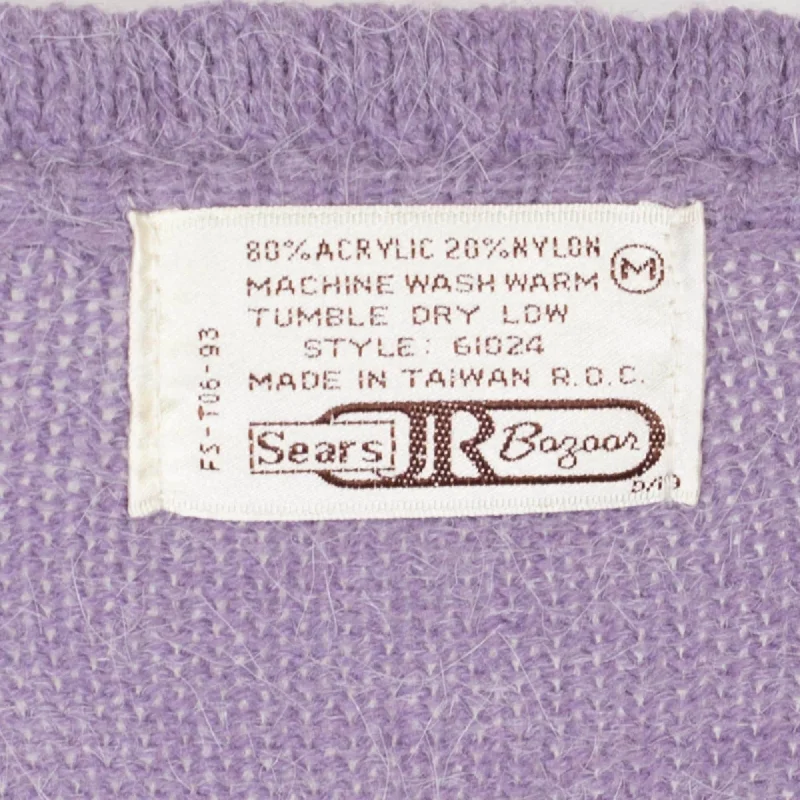 80% ACRYLIC 20% NYLON
M
MACHINE WASH WARM
TUMBLE DRY LOW
STYLE: 61024
MADE IN TAIWAN R.O.C.
FS-T06-93
Sears JR Bazaar